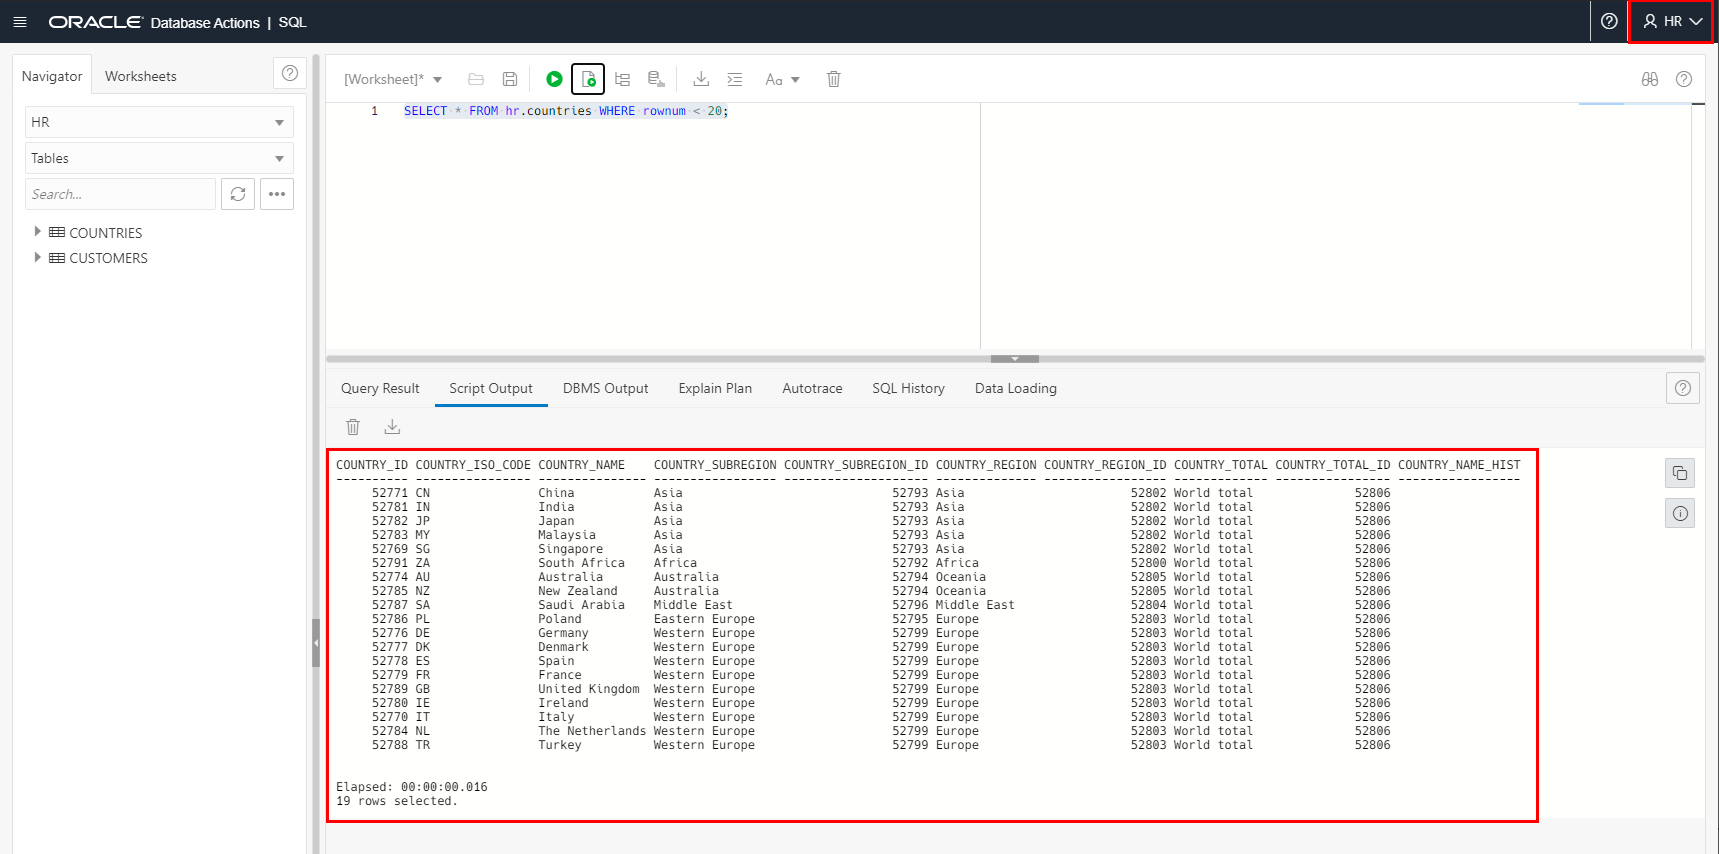 ORACLE Database Actions | SQL
HR
Navigator
Worksheets
HR
Tables
Search...
COUNTRIES
CUSTOMERS
[Worksheet]*
Aa
1 SELECT * FROM hr.countries WHERE rownum < 20;
Query Result Script Output DBMS Output Explain Plan Autotrace SQL History Data Loading
COUNTRY_ID COUNTRY_ISO_CODE COUNTRY_NAME COUNTRY_SUBREGION COUNTRY_SUBREGION_ID COUNTRY_REGION COUNTRY_REGION_ID COUNTRY_TOTAL COUNTRY_TOTAL_ID COUNTRY_NAME_HIST
---------- ---------------- --------------- ----------------- -------------------- -------------- ----------------- ------------- ---------------- -----------------
52771 CN China Asia 52793 Asia 52802 World total 52806
52781 IN India Asia 52793 Asia 52802 World total 52806
52782 JP Japan Asia 52793 Asia 52802 World total 52806
52783 MY Malaysia Asia 52793 Asia 52802 World total 52806
52769 SG Singapore Asia 52793 Asia 52802 World total 52806
52791 ZA South Africa Africa 52792 Africa 52800 World total 52806
52774 AU Australia Australia 52794 Oceania 52805 World total 52806
52785 NZ New Zealand Australia 52794 Oceania 52805 World total 52806
52787 SA Saudi Arabia Middle East 52796 Middle East 52804 World total 52806
52786 PL Poland Eastern Europe 52795 Europe 52803 World total 52806
52776 DE Germany Western Europe 52799 Europe 52803 World total 52806
52777 DK Denmark Western Europe 52799 Europe 52803 World total 52806
52778 ES Spain Western Europe 52799 Europe 52803 World total 52806
52779 FR France Western Europe 52799 Europe 52803 World total 52806
52789 GB United Kingdom Western Europe 52799 Europe 52803 World total 52806
52780 IE Ireland Western Europe 52799 Europe 52803 World total 52806
52770 IT Italy Western Europe 52799 Europe 52803 World total 52806
52784 NL The Netherlands Western Europe 52799 Europe 52803 World total 52806
52788 TR Turkey Western Europe 52799 Europe 52803 World total 52806
Elapsed: 00:00:00.016
19 rows selected.